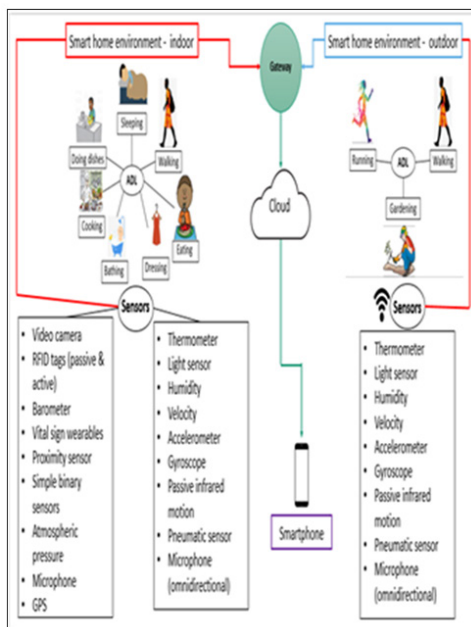 Smart home environment - indoor
Gateway
Smart home environment - outdoor
Sleeping
Doing dishes
Walking
ADL
Cooking
Eating
Bathing
Dressing
Cloud
Running
ADL
Walking
Gardening
Sensors
Sensors
• Video camera
• RFID tags (passive &
active)
• Barometer
• Vital sign wearables
• Proximity sensor
• Simple binary
sensors
• Atmospheric
pressure
• Microphone
• GPS
• Thermometer
• Light sensor
• Humidity
• Velocity
• Accelerometer
• Gyroscope
• Passive infrared
motion
• Pneumatic sensor
• Microphone
(omnidirectional)
Smartphone
• Thermometer
• Light sensor
• Humidity
• Velocity
• Accelerometer
• Gyroscope
• Passive infrared
motion
• Pneumatic sensor
• Microphone
(omnidirectional)